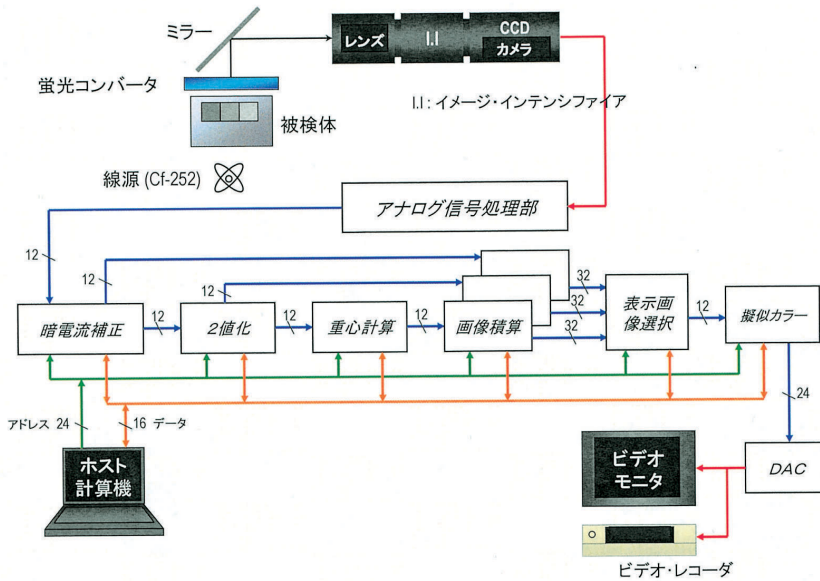 ミラー
レンズ
I.I
CCD
カメラ
蛍光コンバータ
I.I : イメージ・インテンシファイア
被検体
線源 (Cf-252)
アナログ信号処理部
12
12
12
32
暗電流補正
12
2値化
12
重心計算
12
画像積算
32
32
表示画
像選択
12
擬似カラー
アドレス 24
16 データ
24
ホスト
計算機
ビデオ
モニタ
DAC
ビデオ・レコーダ